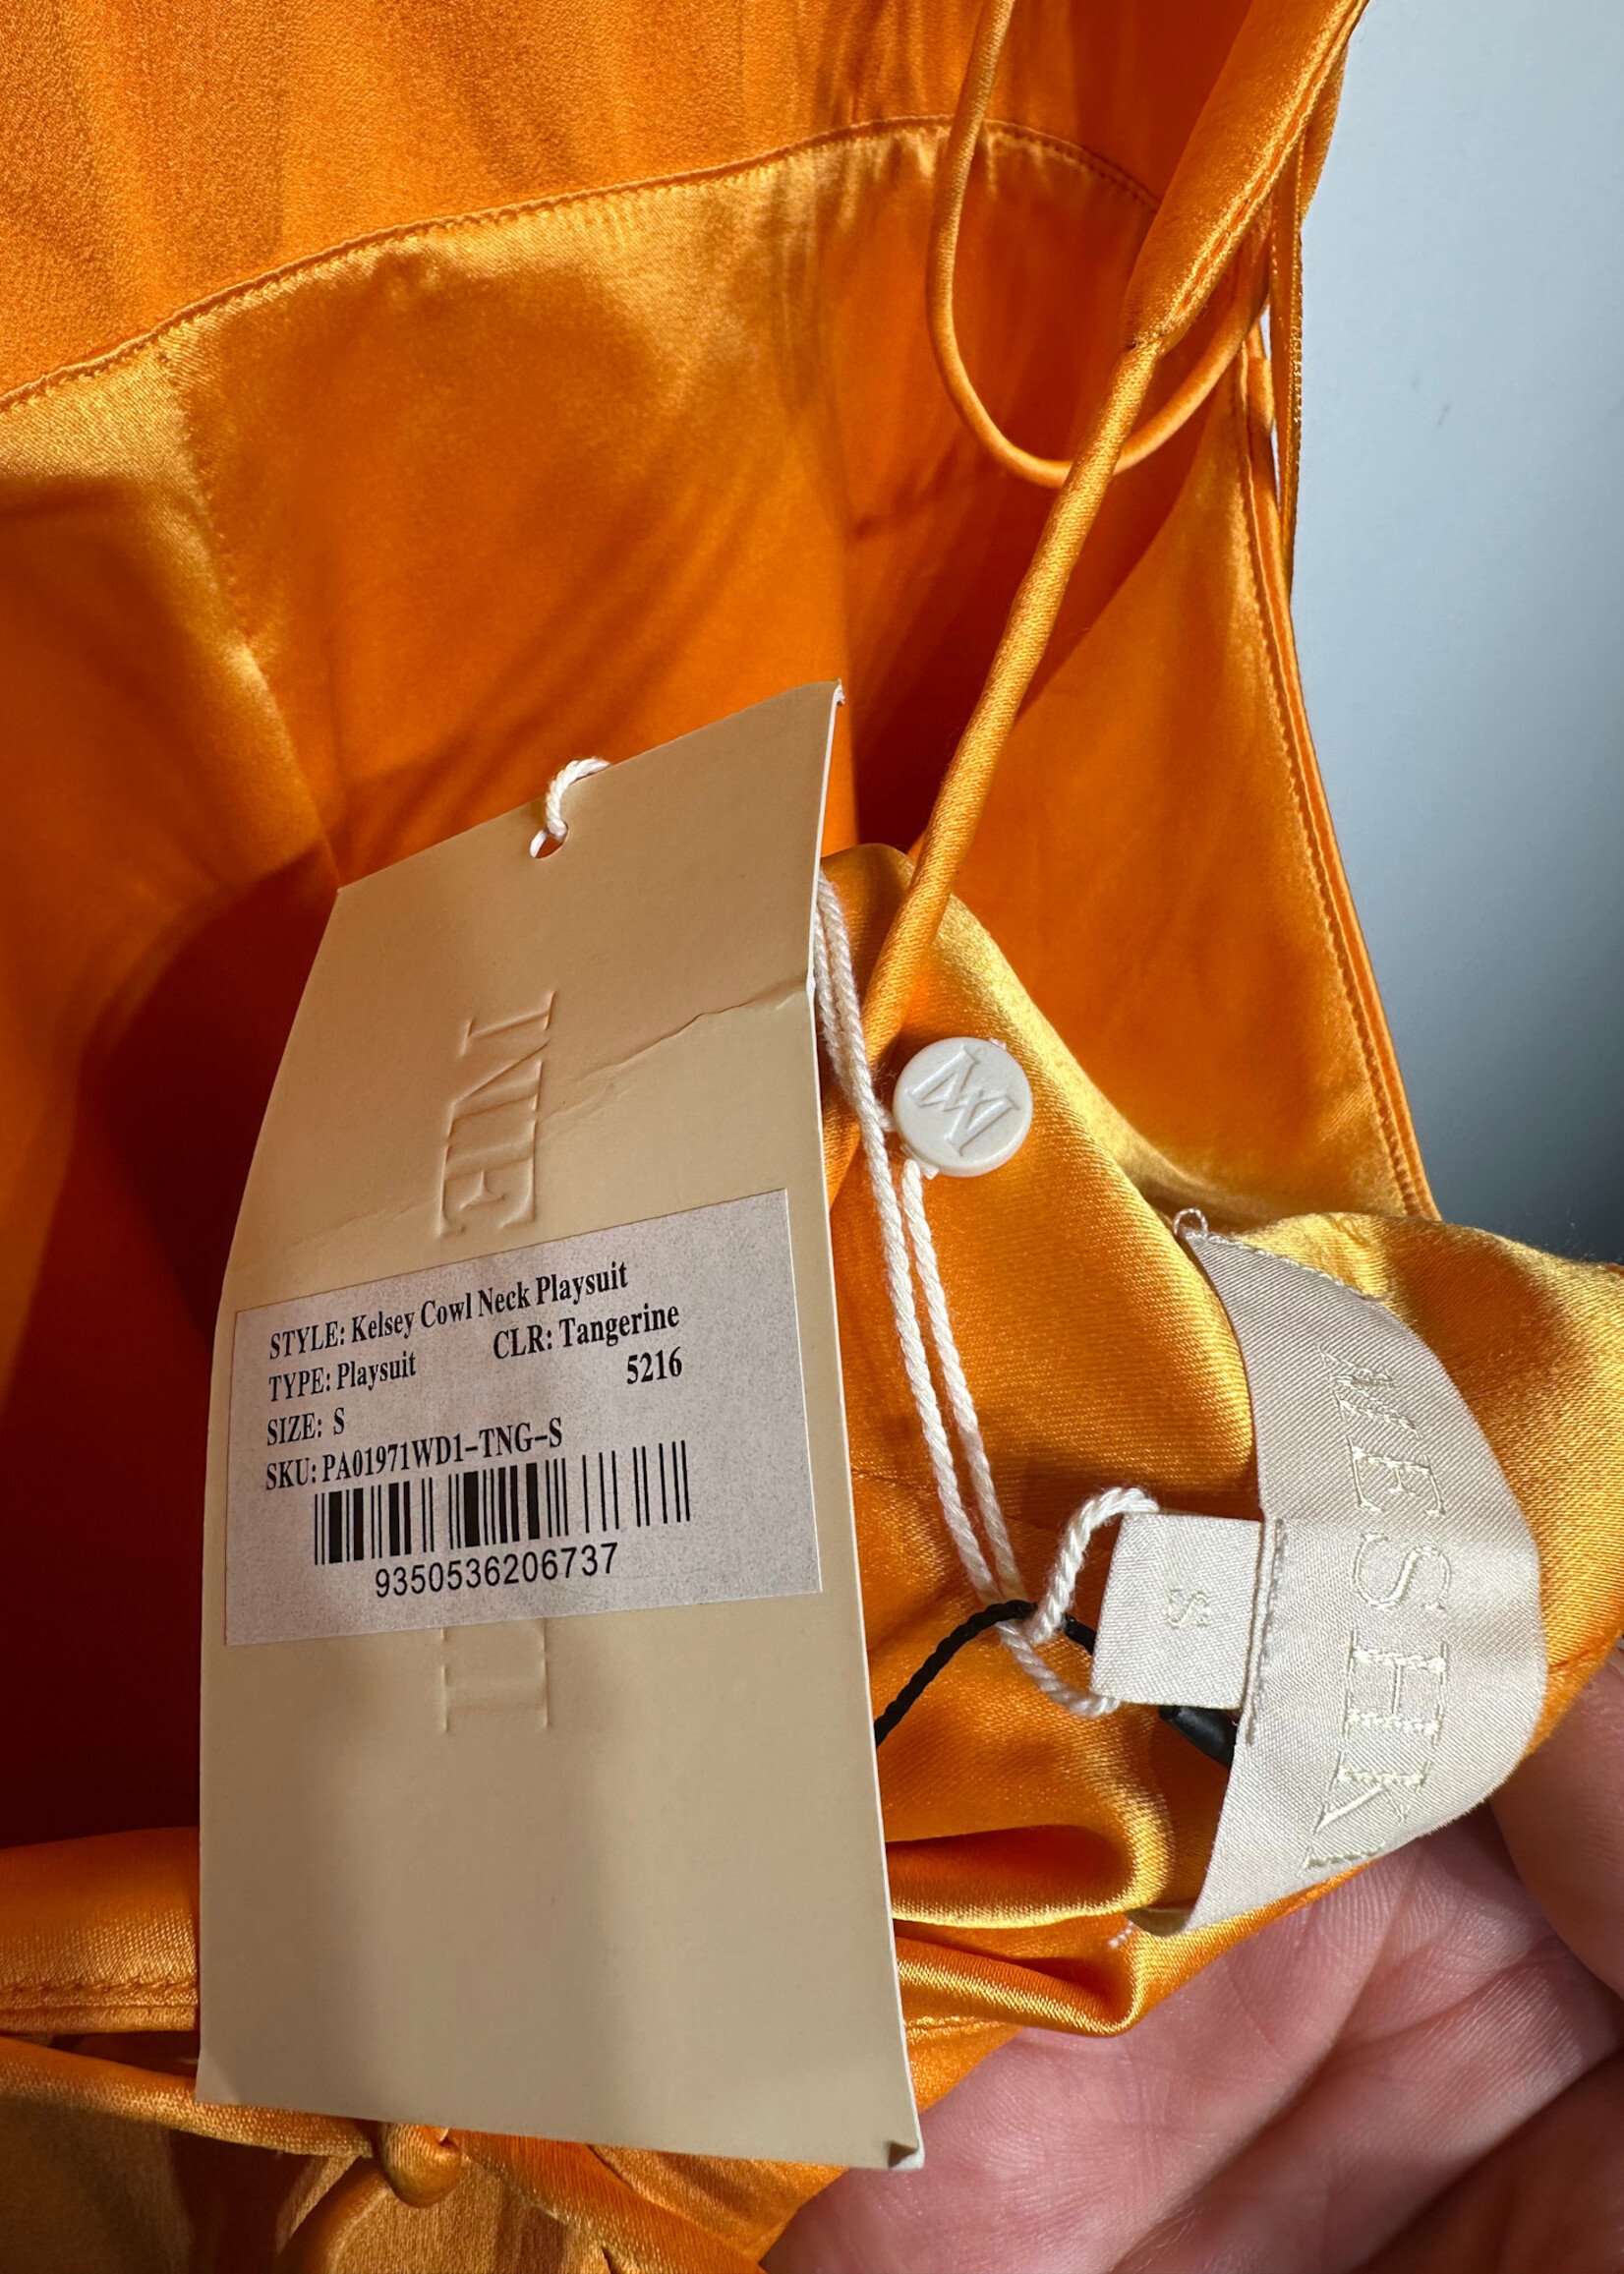 STYLE: Kelsey Cowl Neck Playsuit
TYPE: Playsuit CLR: Tangerine
SIZE: S 5216
SKU: PA01971WD1-TNG-S
9350536206737
S
MESHKI